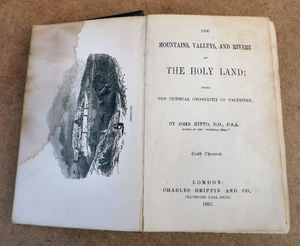 THE
MOUNTAINS, VALLEYS, AND RIVERS
OF
THE HOLY LAND:
BEING
THE PHYSICAL GEOGRAPHY OF PALESTINE.
BY JOHN KITTO, D.D., F.S.A.
Tenth Thousand.
LONDON:
CHARLES GRIFFIN AND CO.,
STATIONERS' HALL COURT.